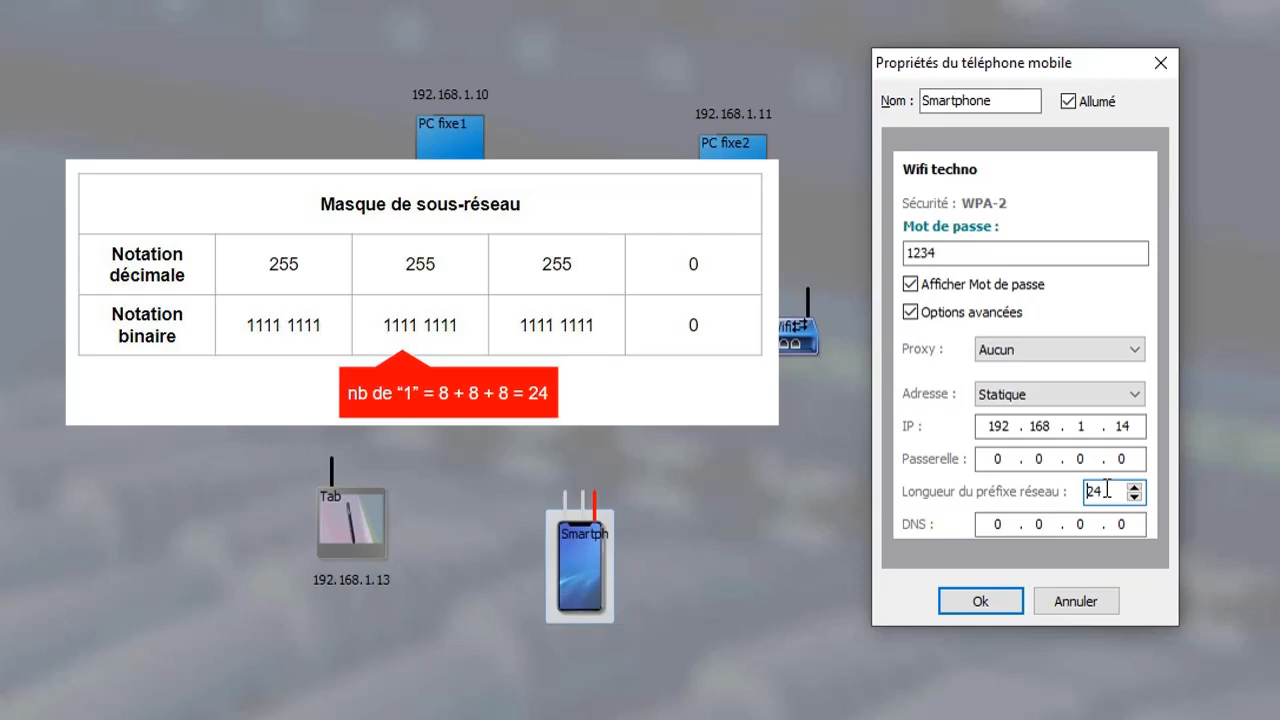 192.168.1.10
PC fixe1
192.168.1.11
PC fixe2
Masque de sous-réseau
Notation décimale
255
255
255
0
Notation binaire
1111 1111
1111 1111
1111 1111
0
nb de “1” = 8 + 8 + 8 = 24
Tab
192.168.1.13
Smartph
Propriétés du téléphone mobile
Nom : Smartphone
Allumé
Wifi techno
Sécurité : WPA-2
Mot de passe :
1234
Afficher Mot de passe
Options avancées
Proxy : Aucun
Adresse : Statique
IP : 192 . 168 . 1 . 14
Passerelle : 0 . 0 . 0 . 0
Longueur du préfixe réseau : 24
DNS : 0 . 0 . 0 . 0
Ok
Annuler